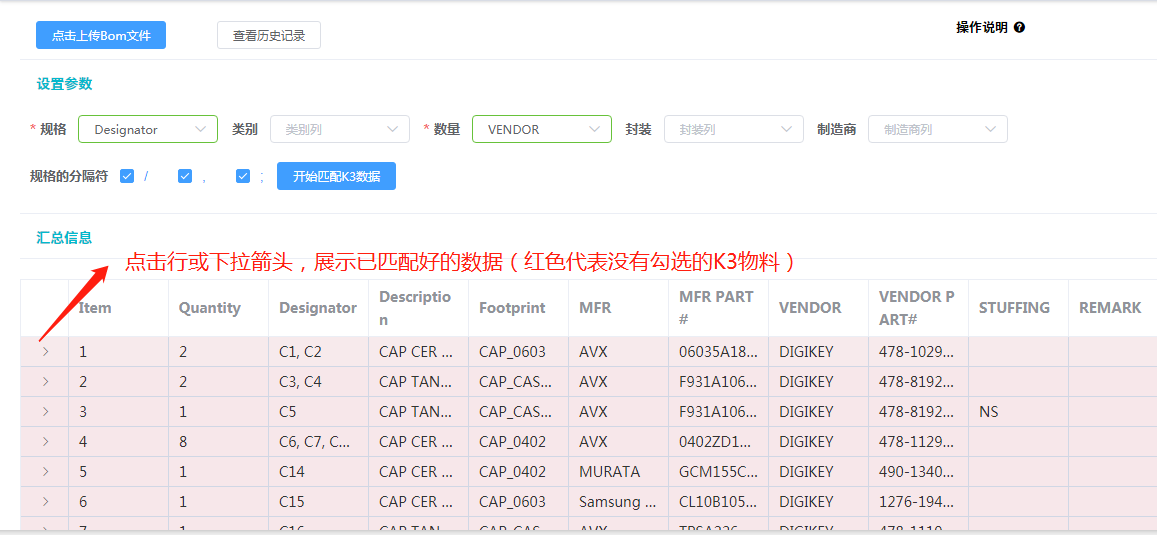 点击上传Bom文件 查看历史记录 操作说明
设置参数
* 规格 Designator 类别 类别列 * 数量 VENDOR 封装 封装列 制造商 制造商列
规格的分隔符 / , ; 开始匹配K3数据
汇总信息
点击行或下拉箭头，展示已匹配好的数据（红色代表没有勾选的K3物料）
Item Quantity Designator Description Footprint MFR MFR PART# VENDOR VENDOR PART# STUFFING REMARK
1 2 C1, C2 CAP CER ... CAP_0603 AVX 06035A18... DIGIKEY 478-1029...
2 2 C3, C4 CAP TAN... CAP_CAS... AVX F931A106... DIGIKEY 478-8192...
3 1 C5 CAP TAN... CAP_CAS... AVX F931A106... DIGIKEY 478-8192... NS
4 8 C6, C7, C... CAP CER ... CAP_0402 AVX 0402ZD1... DIGIKEY 478-1129...
5 1 C14 CAP CER ... CAP_0402 MURATA GCM155C... DIGIKEY 490-1340...
6 1 C15 CAP CER ... CAP_0603 Samsung ... CL10B105... DIGIKEY 1276-194...
7 1 C16 CAP TAN... CAP_CAS... AVX DIGIKEY